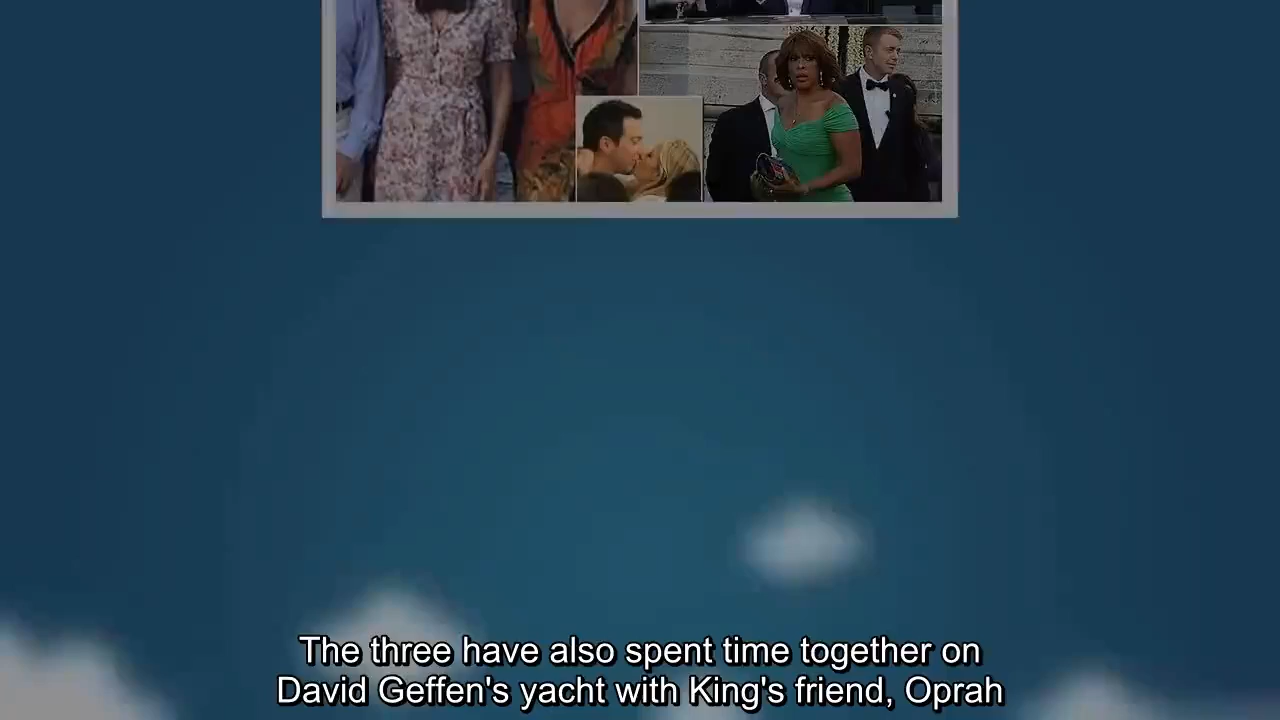 The three have also spent time together on
David Geffen's yacht with King's friend, Oprah